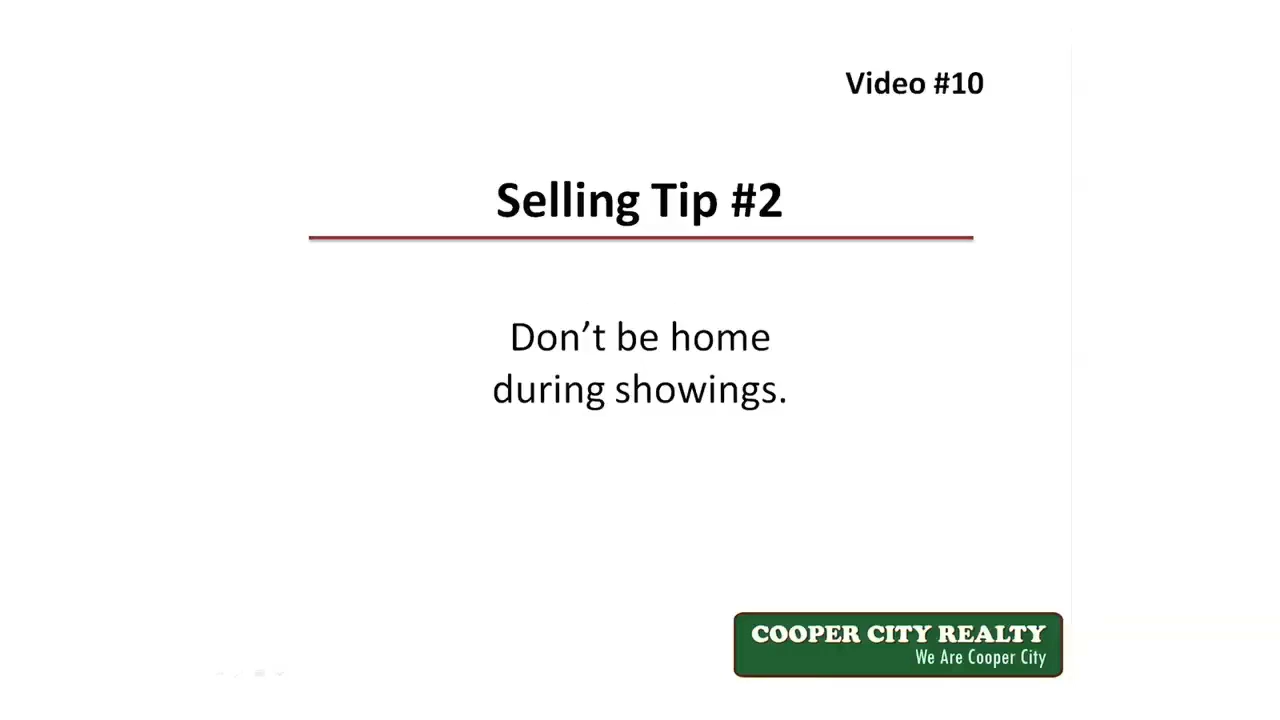 Video #10
Selling Tip #2
Don’t be home
during showings.
COOPER CITY REALTY
We Are Cooper City